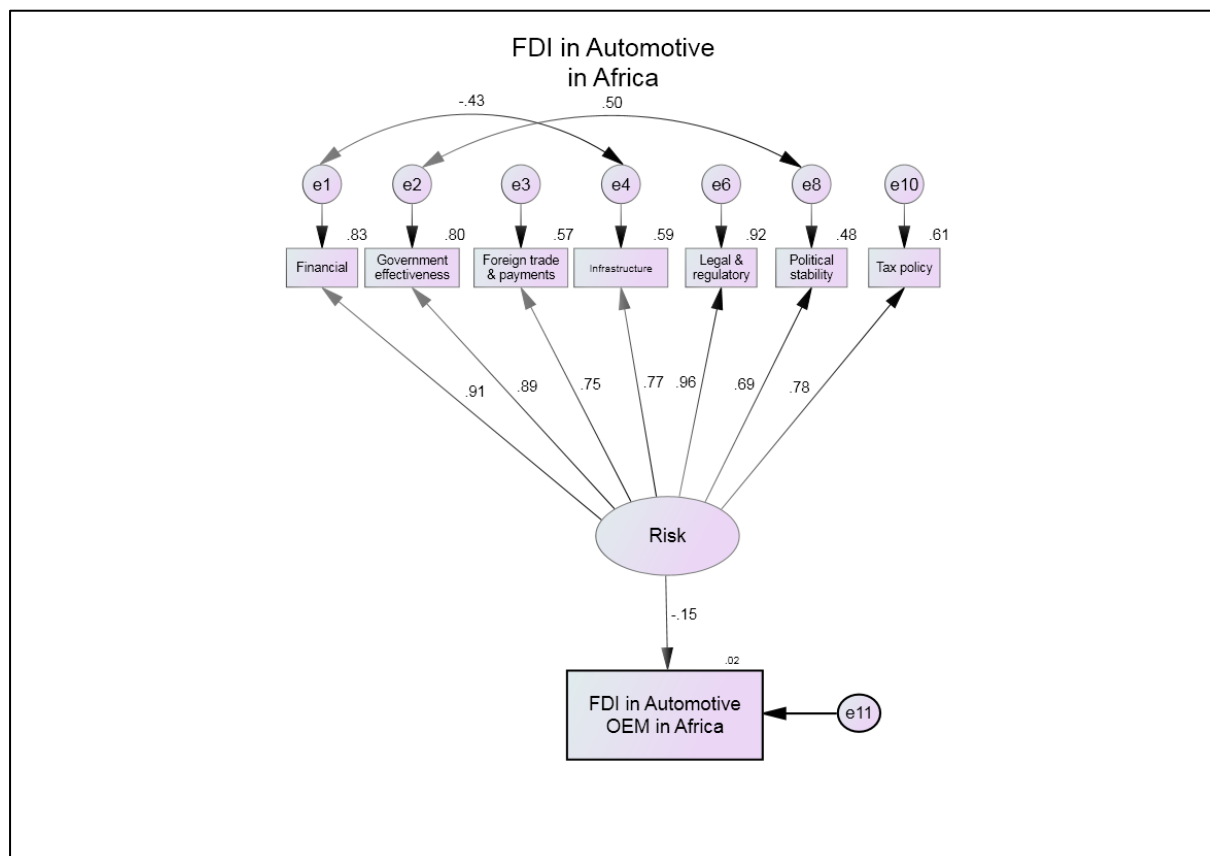 FDI in Automotive
in Africa
-.43
.50
e1
e2
e3
e4
e6
e8
e10
.83
.80
.57
.59
.92
.48
.61
Financial
Government
effectiveness
Foreign trade
& payments
Infrastructure
Legal &
regulatory
Political
stability
Tax policy
.91
.89
.75
.77
.96
.69
.78
Risk
-.15
.02
FDI in Automotive
OEM in Africa
e11